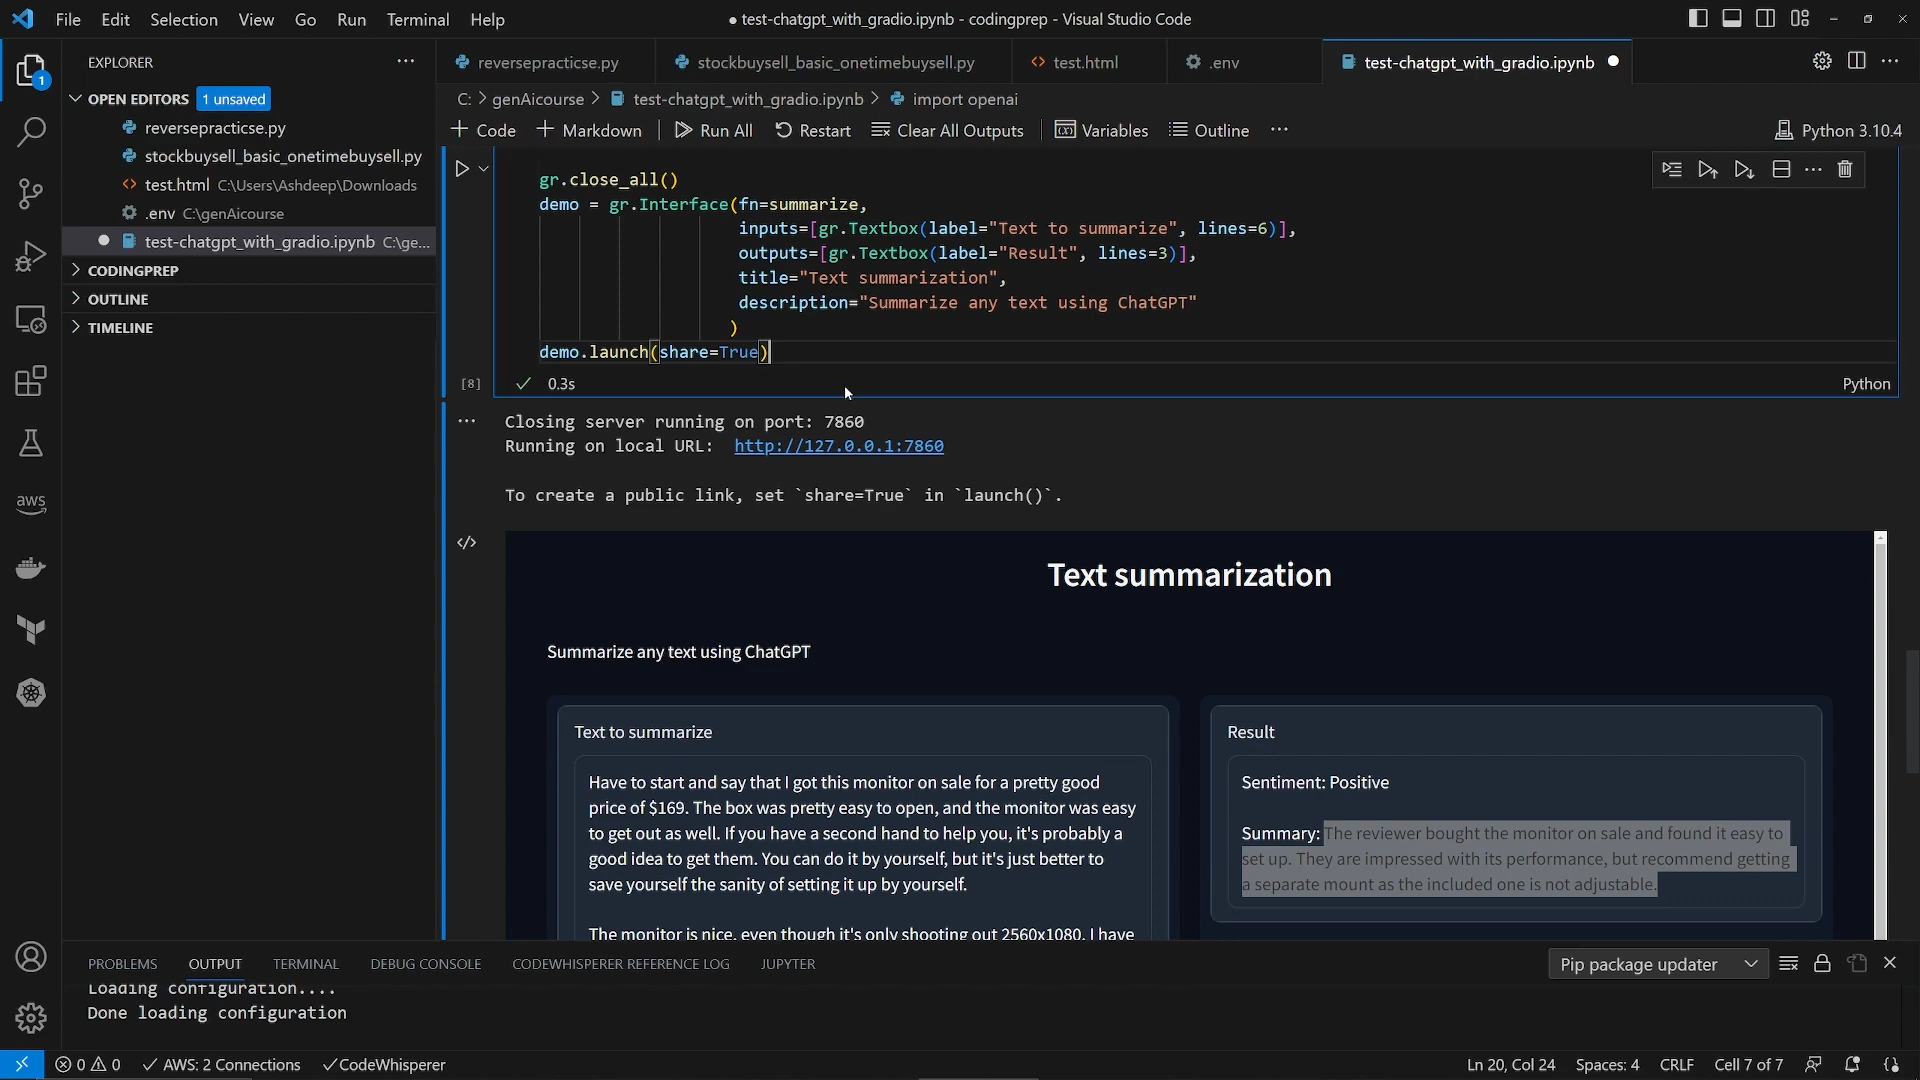 File Edit Selection View Go Run Terminal Help
● test-chatgpt_with_gradio.ipynb - codingprep - Visual Studio Code
EXPLORER
reversepracticse.py
stockbuysell_basic_onetimebuysell.py
test.html
.env
test-chatgpt_with_gradio.ipynb
1
OPEN EDITORS 1 unsaved
reversepracticse.py
stockbuysell_basic_onetimebuysell.py
test.html C:\Users\Ashdeep\Downloads
.env C:\genAicourse
test-chatgpt_with_gradio.ipynb C:\ge...
CODINGPREP
OUTLINE
TIMELINE
aws
C: > genAicourse > test-chatgpt_with_gradio.ipynb > import openai
+ Code + Markdown Run All Restart Clear All Outputs Variables Outline ... Python 3.10.4
gr.close_all()
demo = gr.Interface(fn=summarize,
inputs=[gr.Textbox(label="Text to summarize", lines=6)],
outputs=[gr.Textbox(label="Result", lines=3)],
title="Text summarization",
description="Summarize any text using ChatGPT"
)
demo.launch(share=True)
[8] ✓ 0.3s Python
Closing server running on port: 7860
Running on local URL: http://127.0.0.1:7860
To create a public link, set `share=True` in `launch()`.
Text summarization
Summarize any text using ChatGPT
Text to summarize
Have to start and say that I got this monitor on sale for a pretty good
price of $169. The box was pretty easy to open, and the monitor was easy
to get out as well. If you have a second hand to help you, it's probably a
good idea to get them. You can do it by yourself, but it's just better to
save yourself the sanity of setting it up by yourself.
The monitor is nice, even though it's only shooting out 2560x1080. I have
Result
Sentiment: Positive
Summary: The reviewer bought the monitor on sale and found it easy to
set up. They are impressed with its performance, but recommend getting
a separate mount as the included one is not adjustable.
PROBLEMS OUTPUT TERMINAL DEBUG CONSOLE CODEWHISPERER REFERENCE LOG JUPYTER
Pip package updater
Loading configuration....
Done loading configuration
0 0 AWS: 2 Connections CodeWhisperer
Ln 20, Col 24 Spaces: 4 CRLF Cell 7 of 7